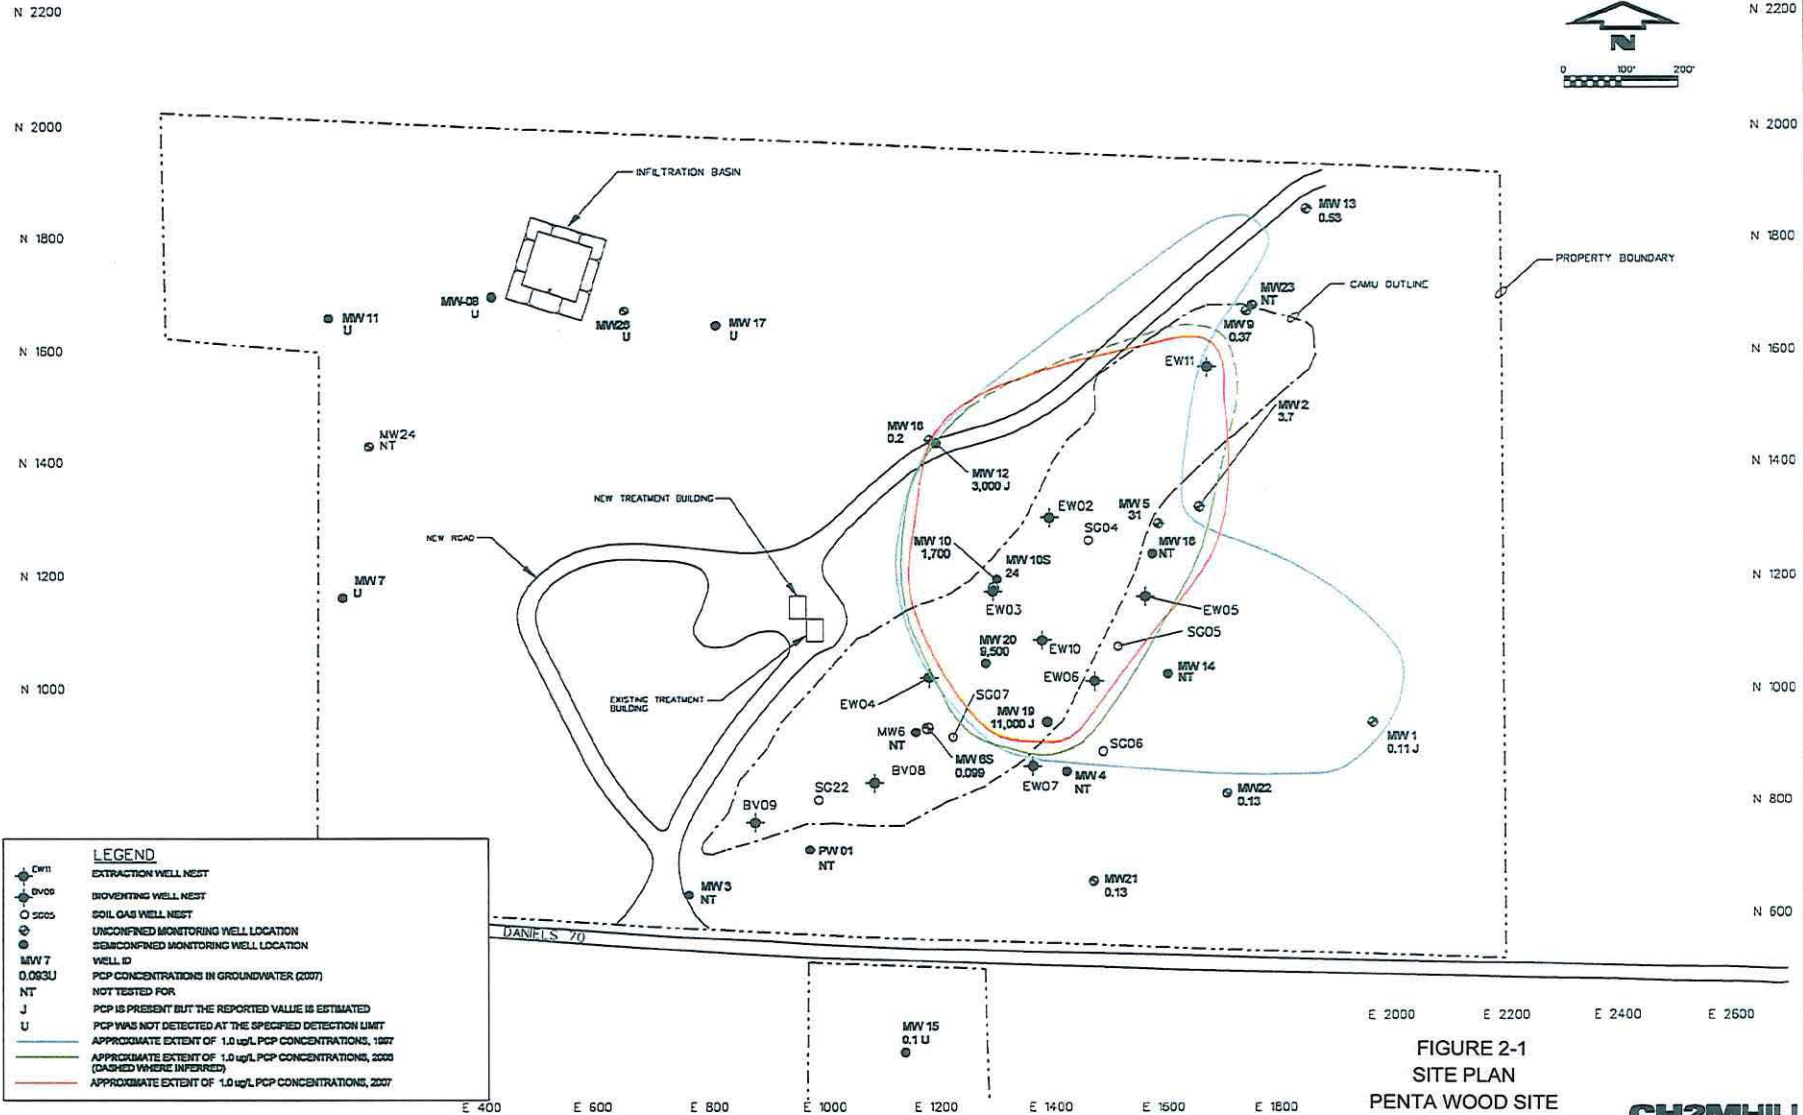 N 2200
N 2200
N
0 100' 200'
N 2000
N 2000
INFILTRATION BASIN
MW 13
0.53
N 1800
N 1800
PROPERTY BOUNDARY
MW23
NT
CAMU OUTLINE
MW-08
U
MW 11
U
MW26
U
MW 17
U
MW 9
0.37
N 1600
N 1600
EW11
MW 2
3.7
MW 16
0.2
MW24
NT
N 1400
N 1400
MW 12
3,000 J
NEW TREATMENT BUILDING
EW02
MW 5
31
SG04
NEW ROAD
MW 10
1,700
MW 18
NT
MW 10S
24
N 1200
N 1200
MW 7
U
EW03
EW05
SG05
MW 20
9,500
EW10
MW 14
NT
EW06
N 1000
N 1000
EXISTING TREATMENT
BUILDING
EW04
SG07
MW 19
11,000 J
MW6
NT
MW 1
0.11 J
SG06
MW 6S
0.099
BV08
EW07
MW 4
NT
SG22
MW22
0.13
N 800
BV09
PW 01
NT
MW21
0.13
MW 3
NT
N 600
DANIELS 70
LEGEND
EW11 EXTRACTION WELL NEST
BV09 BIOVENTING WELL NEST
SG05 SOIL GAS WELL NEST
UNCONFINED MONITORING WELL LOCATION
SEMICONFINED MONITORING WELL LOCATION
MW 7 WELL ID
0.093U PCP CONCENTRATIONS IN GROUNDWATER (2007)
NT NOT TESTED FOR
J PCP IS PRESENT BUT THE REPORTED VALUE IS ESTIMATED
U PCP WAS NOT DETECTED AT THE SPECIFIED DETECTION LIMIT
APPROXIMATE EXTENT OF 1.0 ug/L PCP CONCENTRATIONS, 1997
APPROXIMATE EXTENT OF 1.0 ug/L PCP CONCENTRATIONS,
(DASHED WHERE INFERRED)
APPROXIMATE EXTENT OF 1.0 ug/L PCP CONCENTRATIONS, 2007
MW 15
0.1 U
E 2000 E 2200 E 2400 E 2600
E 400 E 600 E 800 E 1000 E 1200 E 1400 E 1600 E 1800
FIGURE 2-1
SITE PLAN
PENTA WOOD SITE
CH2MHILL